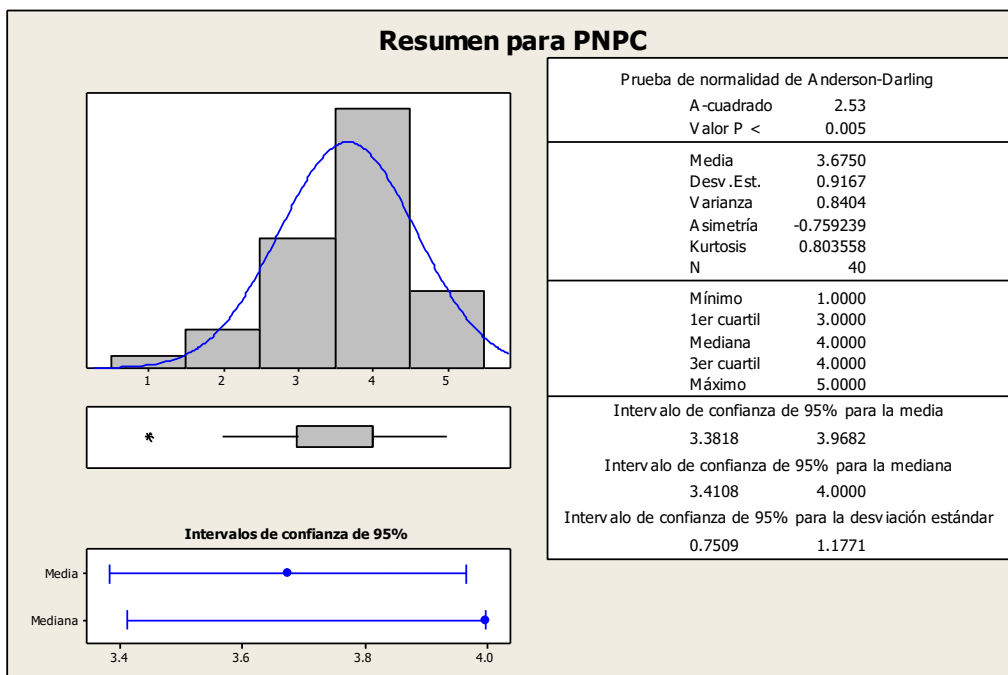 Resumen para PNPC
1 2 3 4 5
Intervalos de confianza de 95%
Media
Mediana
3.4 3.6 3.8 4.0
Prueba de normalidad de Anderson-Darling
A-cuadrado 2.53
Valor P < 0.005
Media 3.6750
Desv.Est. 0.9167
Varianza 0.8404
Asimetría -0.759239
Kurtosis 0.803558
N 40
Mínimo 1.0000
1er cuartil 3.0000
Mediana 4.0000
3er cuartil 4.0000
Máximo 5.0000
Intervalo de confianza de 95% para la media
3.3818 3.9682
Intervalo de confianza de 95% para la mediana
3.4108 4.0000
Intervalo de confianza de 95% para la desviación estándar
0.7509 1.1771